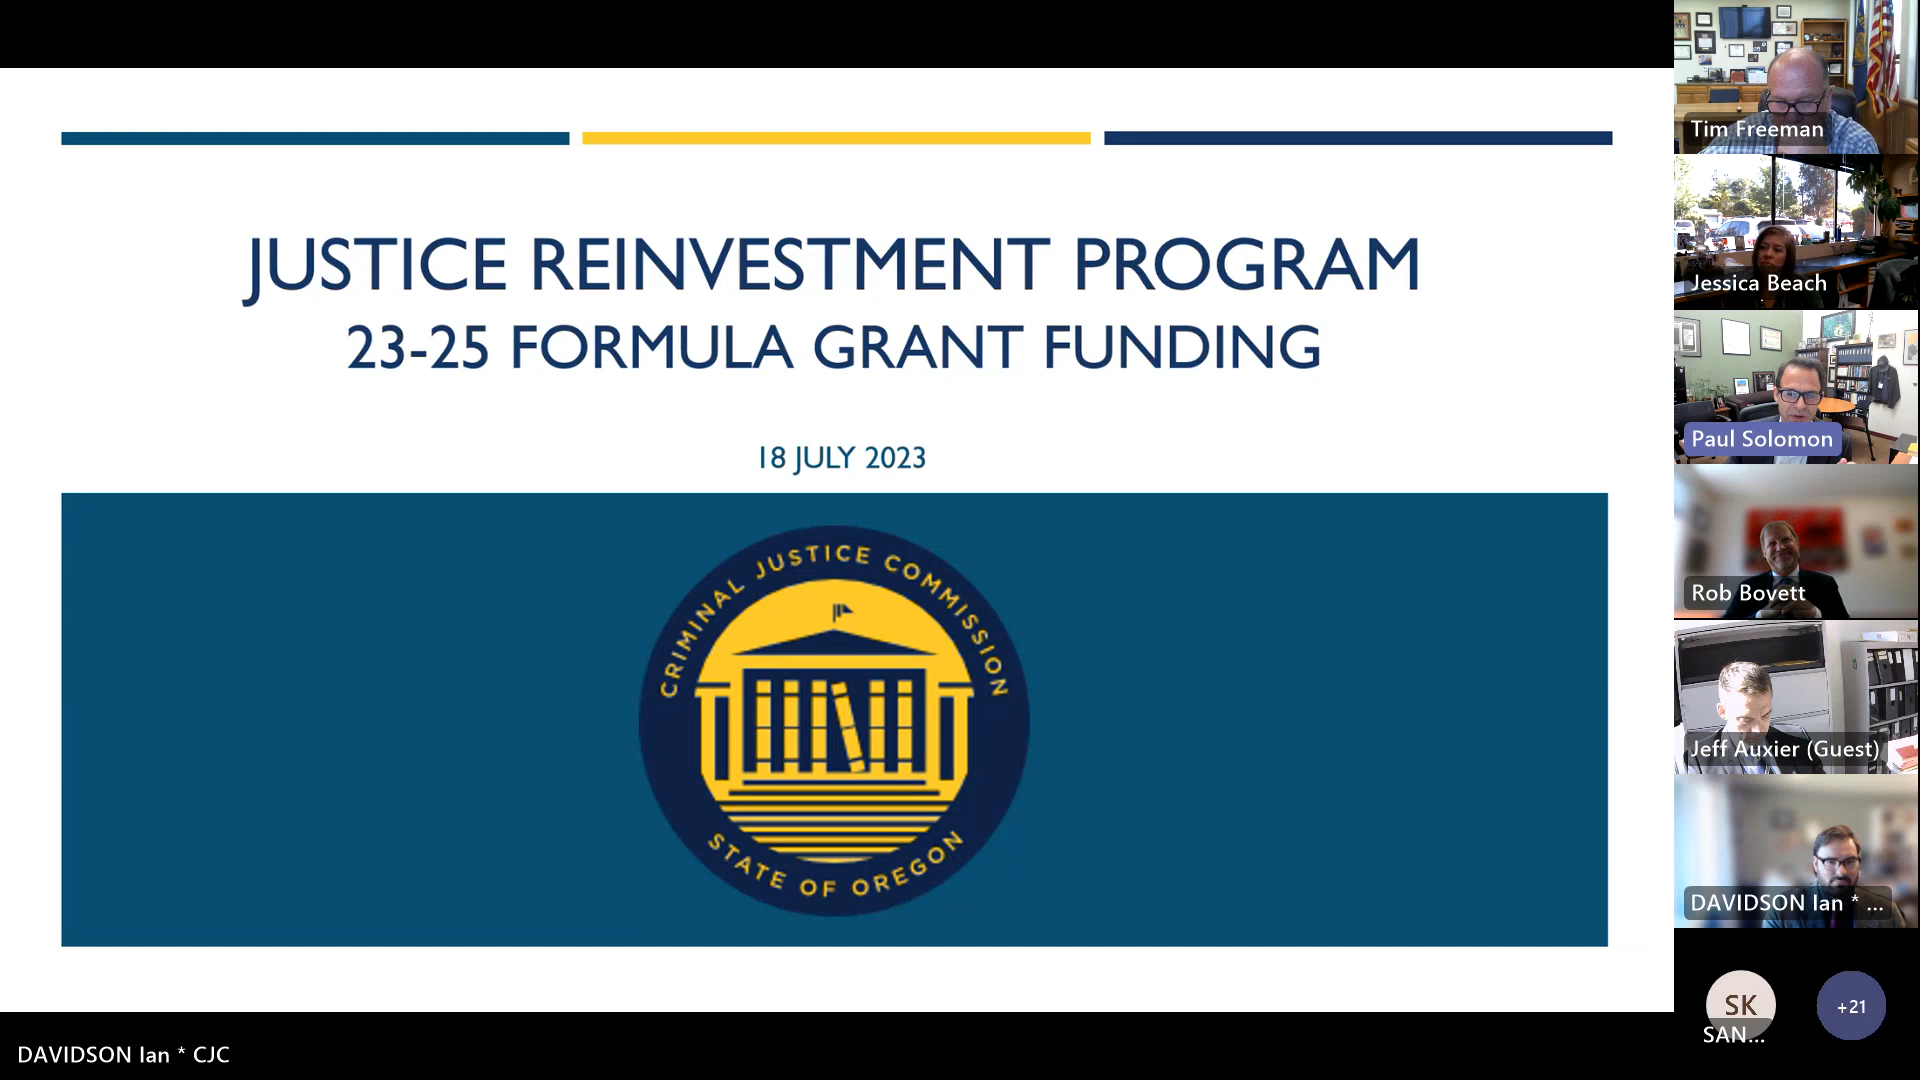 JUSTICE REINVESTMENT PROGRAM
23-25 FORMULA GRANT FUNDING
18 JULY 2023
CRIMINAL JUSTICE COMMISSION
STATE OF OREGON
DAVIDSON Ian * CJC
Tim Freeman
Jessica Beach
Paul Solomon
Rob Bovett
Jeff Auxier (Guest)
DAVIDSON Ian * ...
SK
SAN...
+21